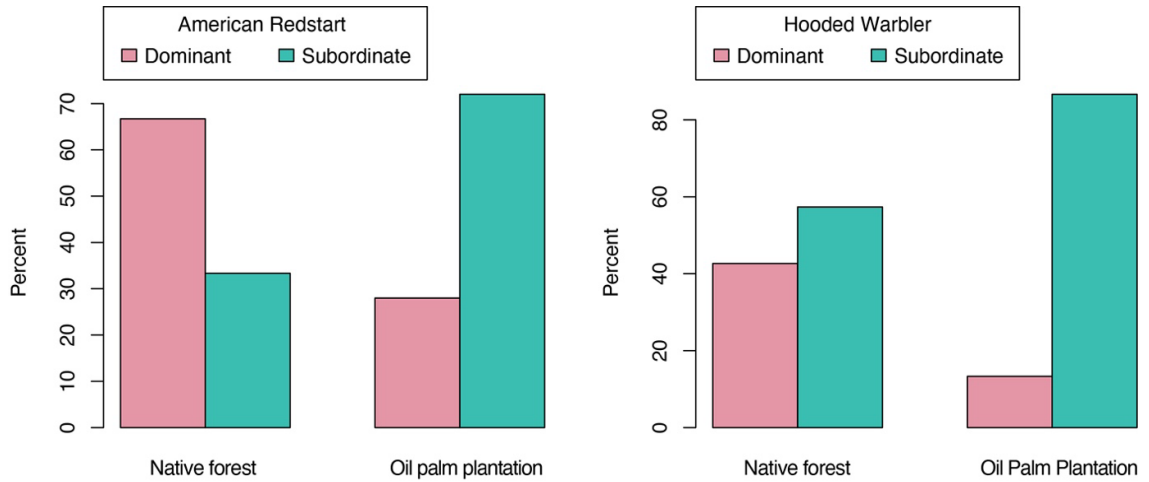 American Redstart
Dominant Subordinate
Percent
70
60
50
40
30
20
10
0
Native forest Oil palm plantation
Hooded Warbler
Dominant Subordinate
Percent
80
60
40
20
0
Native forest Oil Palm Plantation